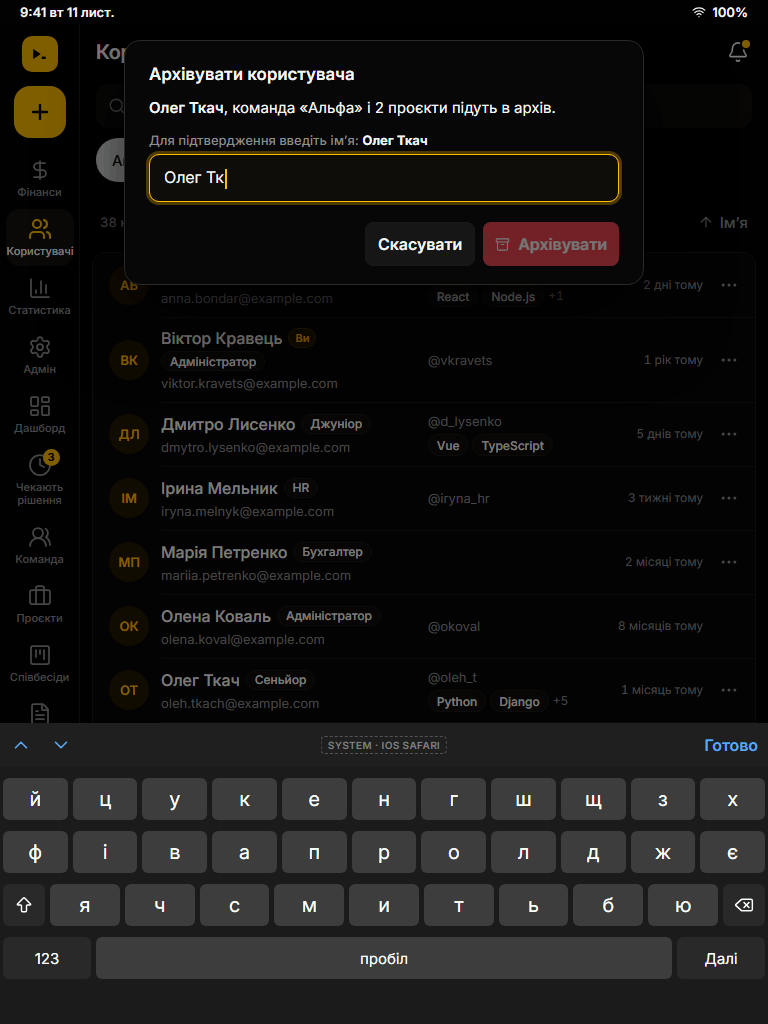 9:41 вт 11 лист.
100%
Архівувати користувача
Олег Ткач, команда «Альфа» і 2 проєкти підуть в архів.
Для підтвердження введіть ім’я: Олег Ткач
Олег Тк
Скасувати
Архівувати
Фінанси
Користувачі
Статистика
Адмін
Дашборд
3
Чекають
рішення
Команда
Проєкти
Співбесіди
38
Ім’я
АБ
anna.bondar@example.com
React
Node.js
+1
2 дні тому
ВК
Віктор Кравець
Ви
Адміністратор
viktor.kravets@example.com
@vkravets
1 рік тому
ДЛ
Дмитро Лисенко
Джуніор
dmytro.lysenko@example.com
@d_lysenko
Vue
TypeScript
5 днів тому
ІМ
Ірина Мельник
HR
iryna.melnyk@example.com
@iryna_hr
3 тижні тому
МП
Марія Петренко
Бухгалтер
mariia.petrenko@example.com
2 місяці тому
ОК
Олена Коваль
Адміністратор
olena.koval@example.com
@okoval
8 місяців тому
ОТ
Олег Ткач
Сеньйор
oleh.tkach@example.com
@oleh_t
Python
Django
+5
1 місяць тому
SYSTEM · IOS SAFARI
Готово
й ц у к е н г ш щ з х
ф і в а п р о л д ж є
я ч с м и т ь б ю
123
пробіл
Далі